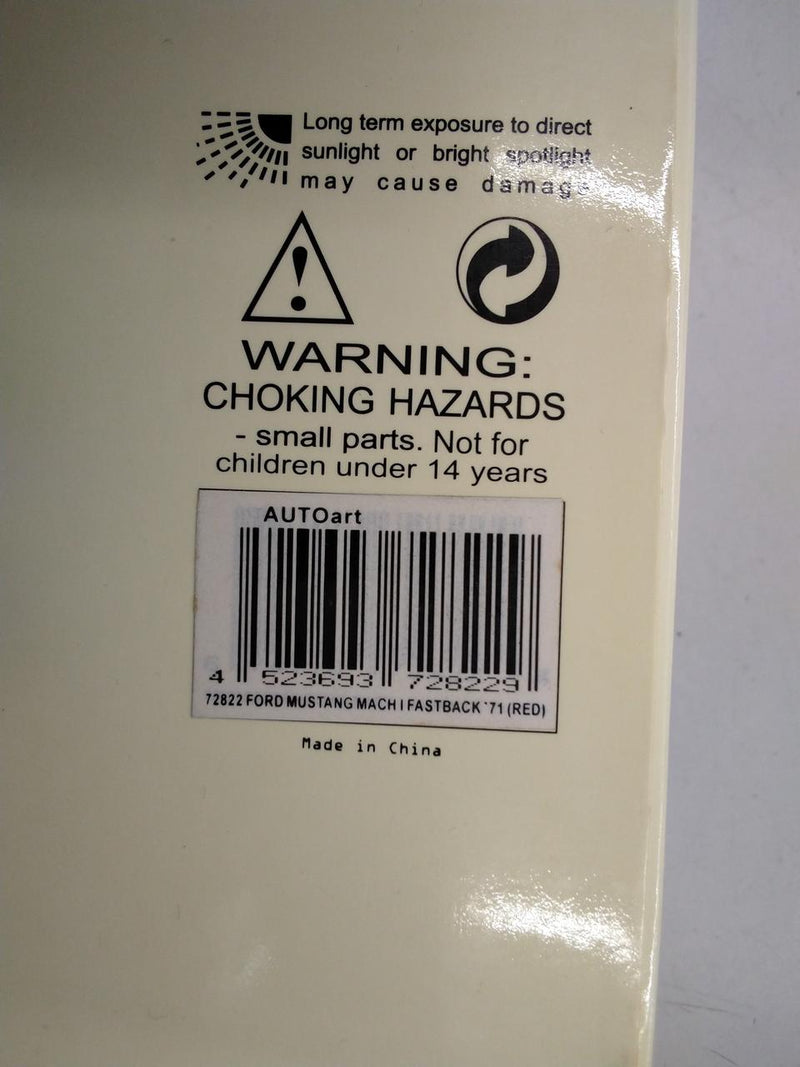 Long term exposure to direct
sunlight or bright spotlight
may cause damage
WARNING:
CHOKING HAZARDS
- small parts. Not for
children under 14 years
AUTOart
4 523693 728229
72822 FORD MUSTANG MACH I FASTBACK '71 (RED)
Made in China